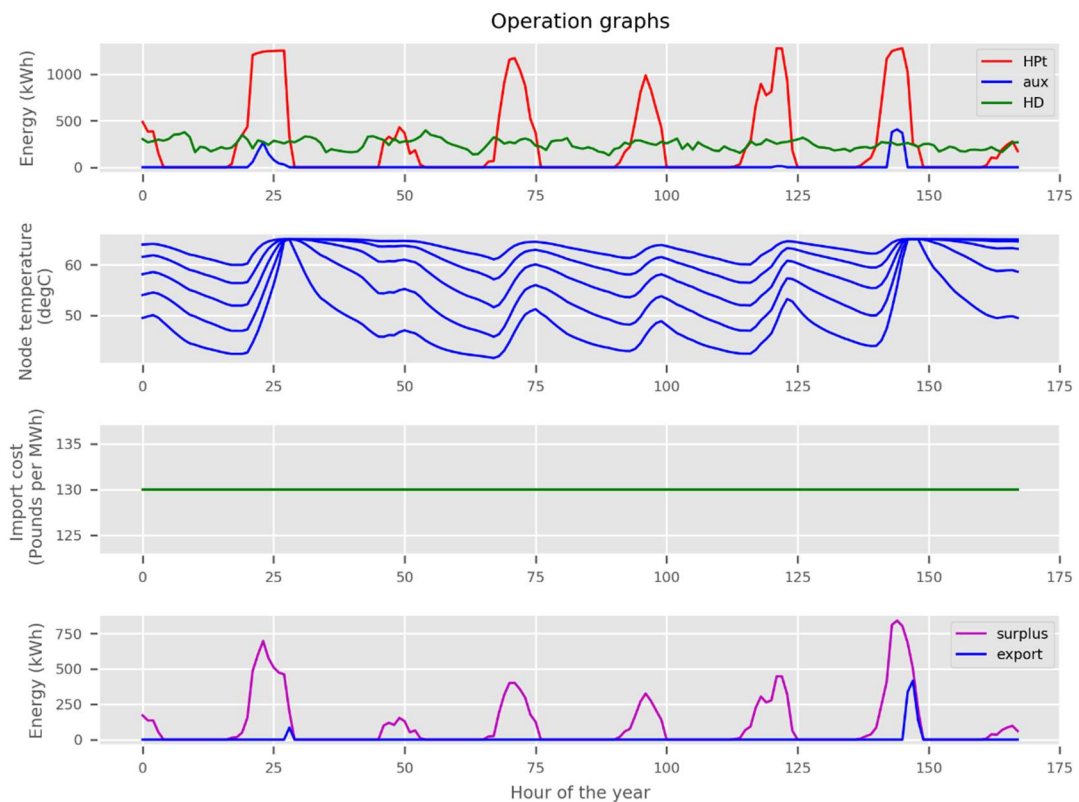 Operation graphs
Energy (kWh)
1000
500
0
HPt
aux
HD
0 25 50 75 100 125 150 175
Node temperature
(degC)
60
50
0 25 50 75 100 125 150 175
Import cost
(Pounds per MWh)
135
130
125
0 25 50 75 100 125 150 175
Energy (kWh)
750
500
250
0
surplus
export
0 25 50 75 100 125 150 175
Hour of the year